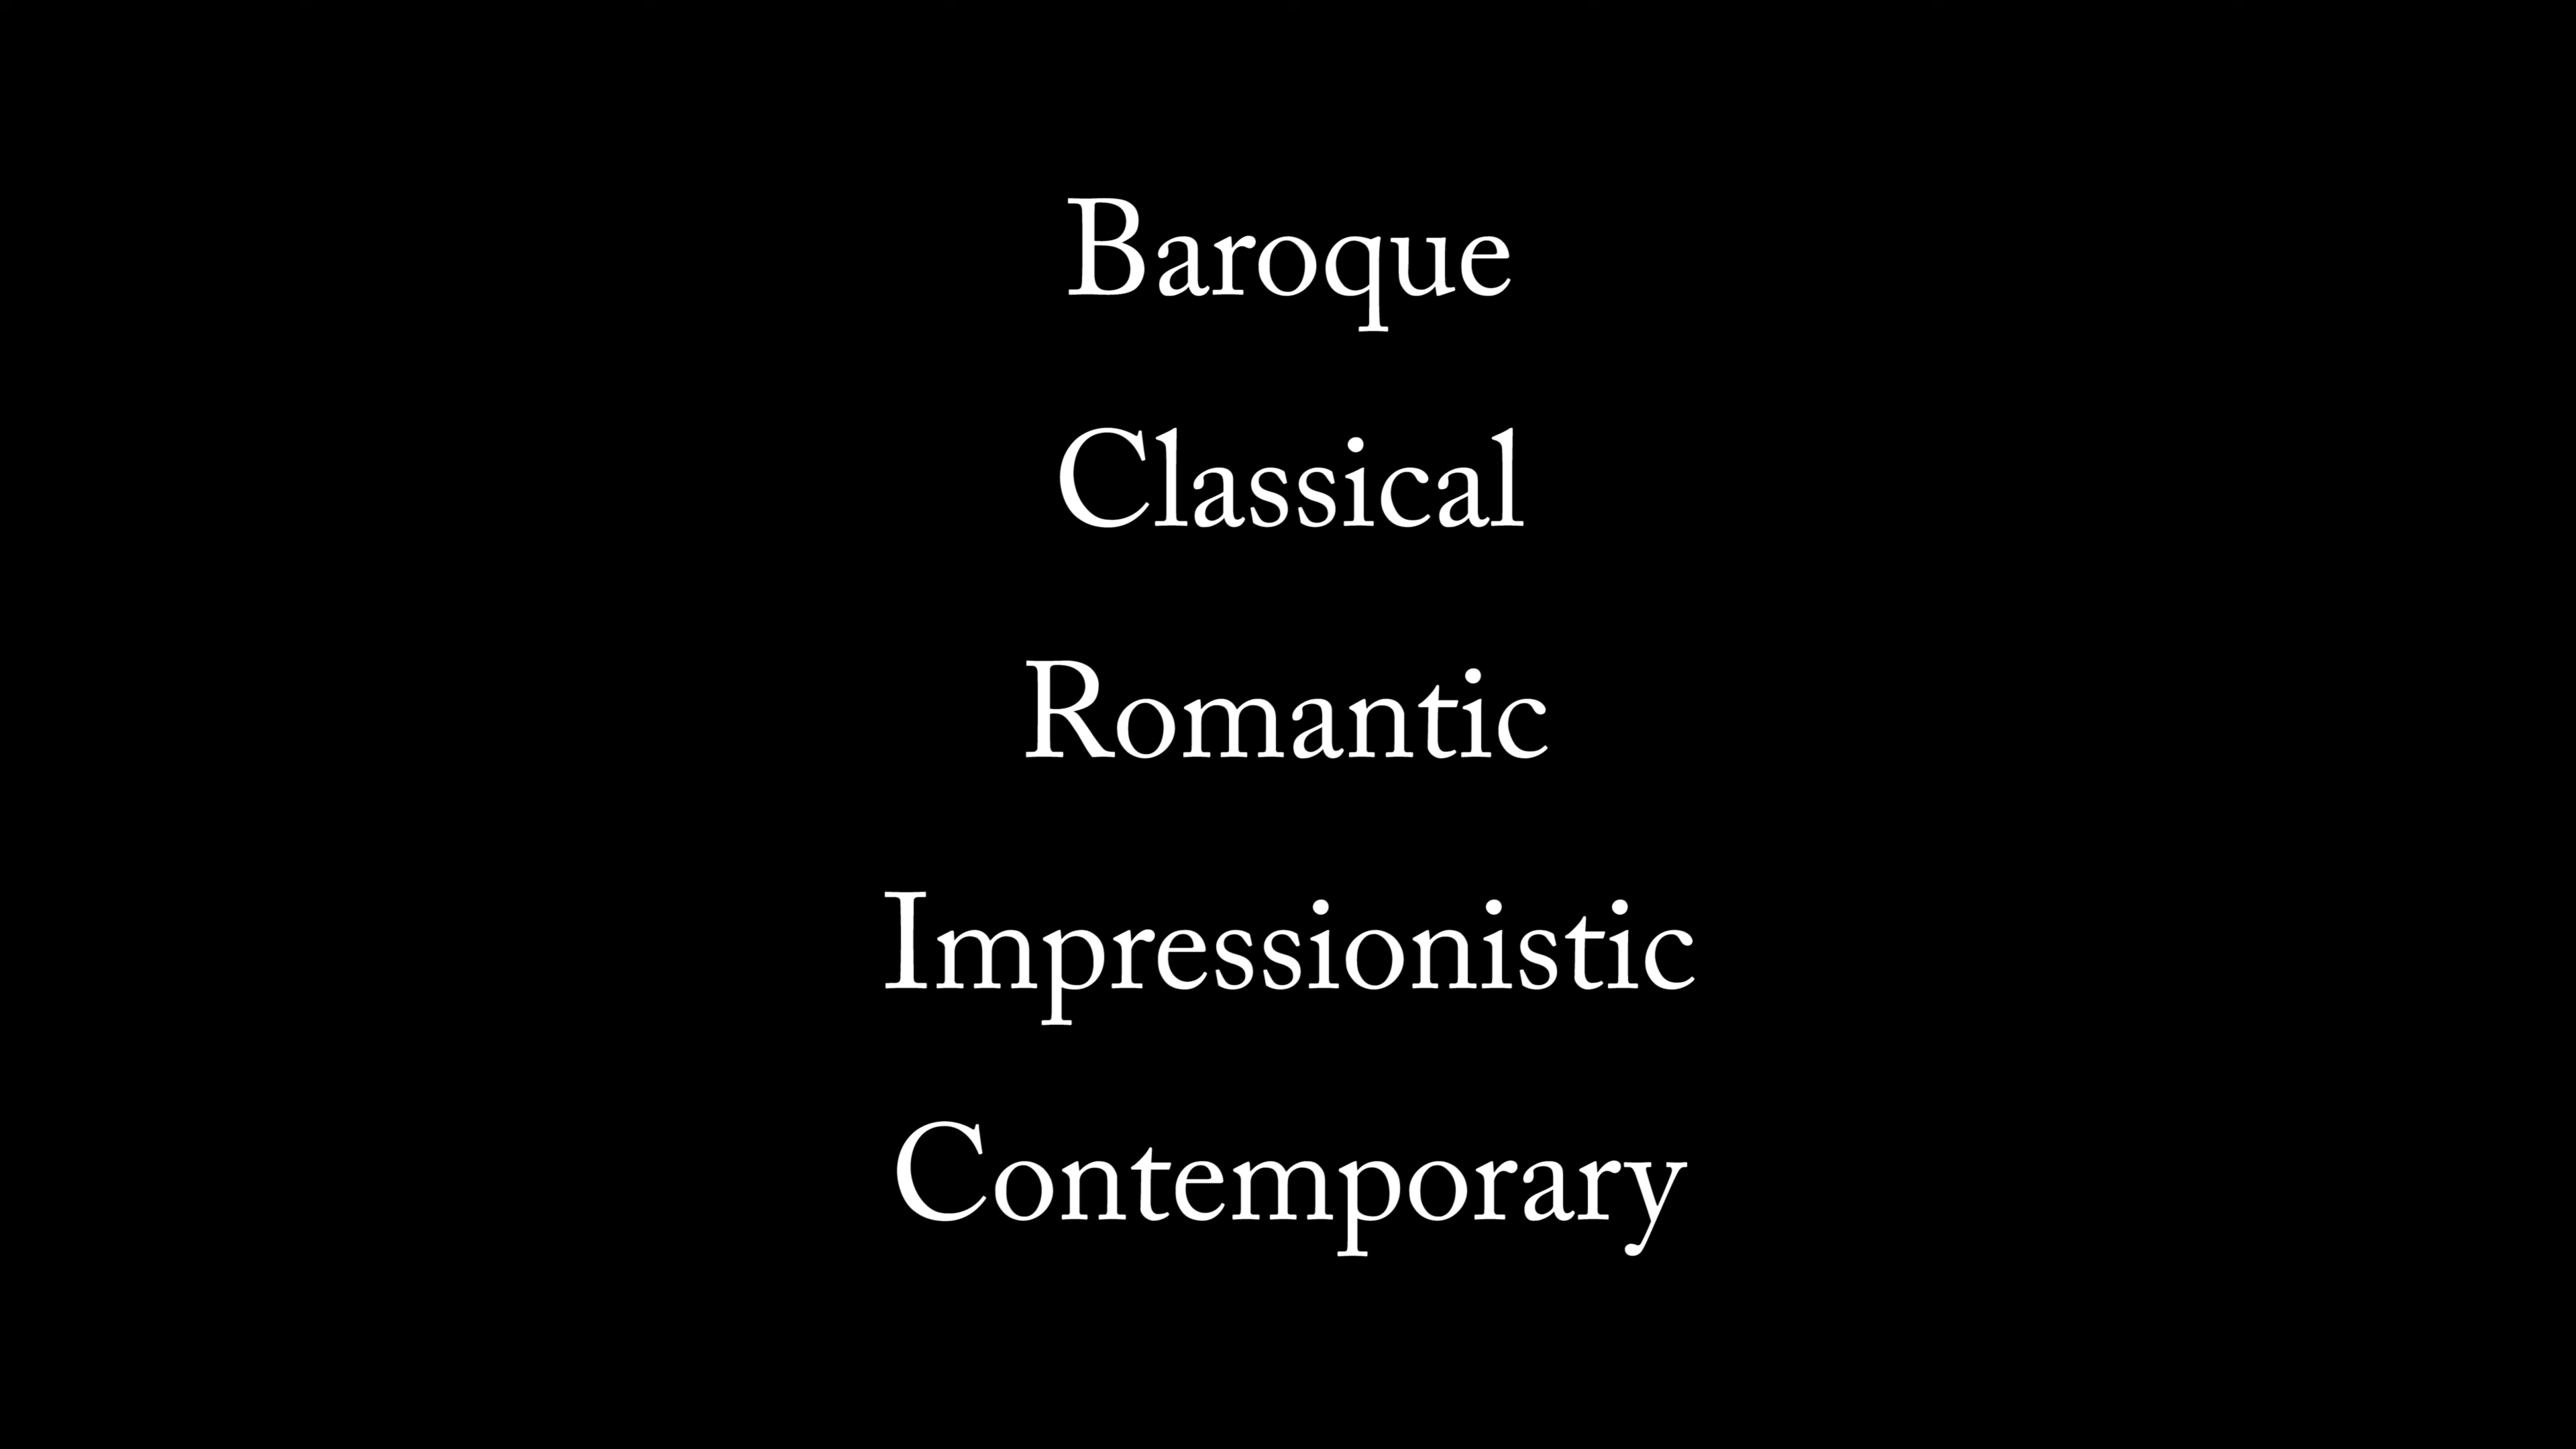 Baroque
Classical
Romantic
Impressionistic
Contemporary